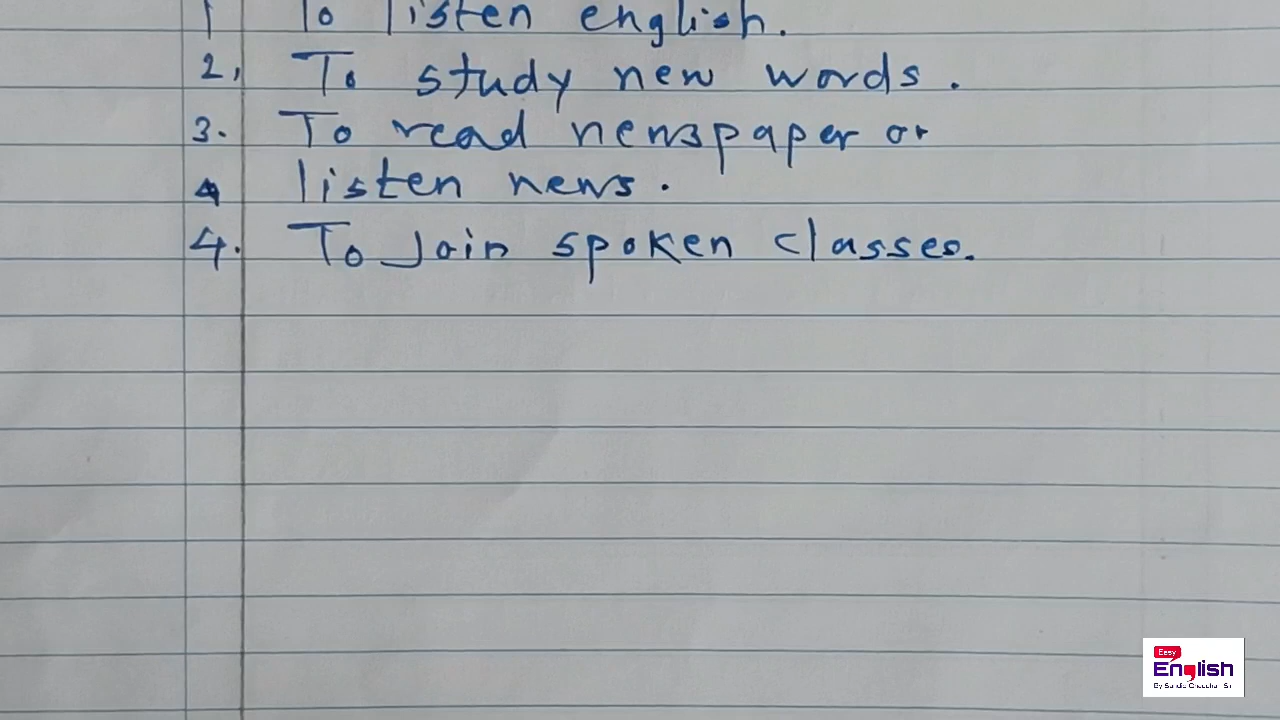 1 To listen english.
2, To study new words.
3. To read newspaper or
4 listen news.
4. To Join spoken classes.
Easy
English